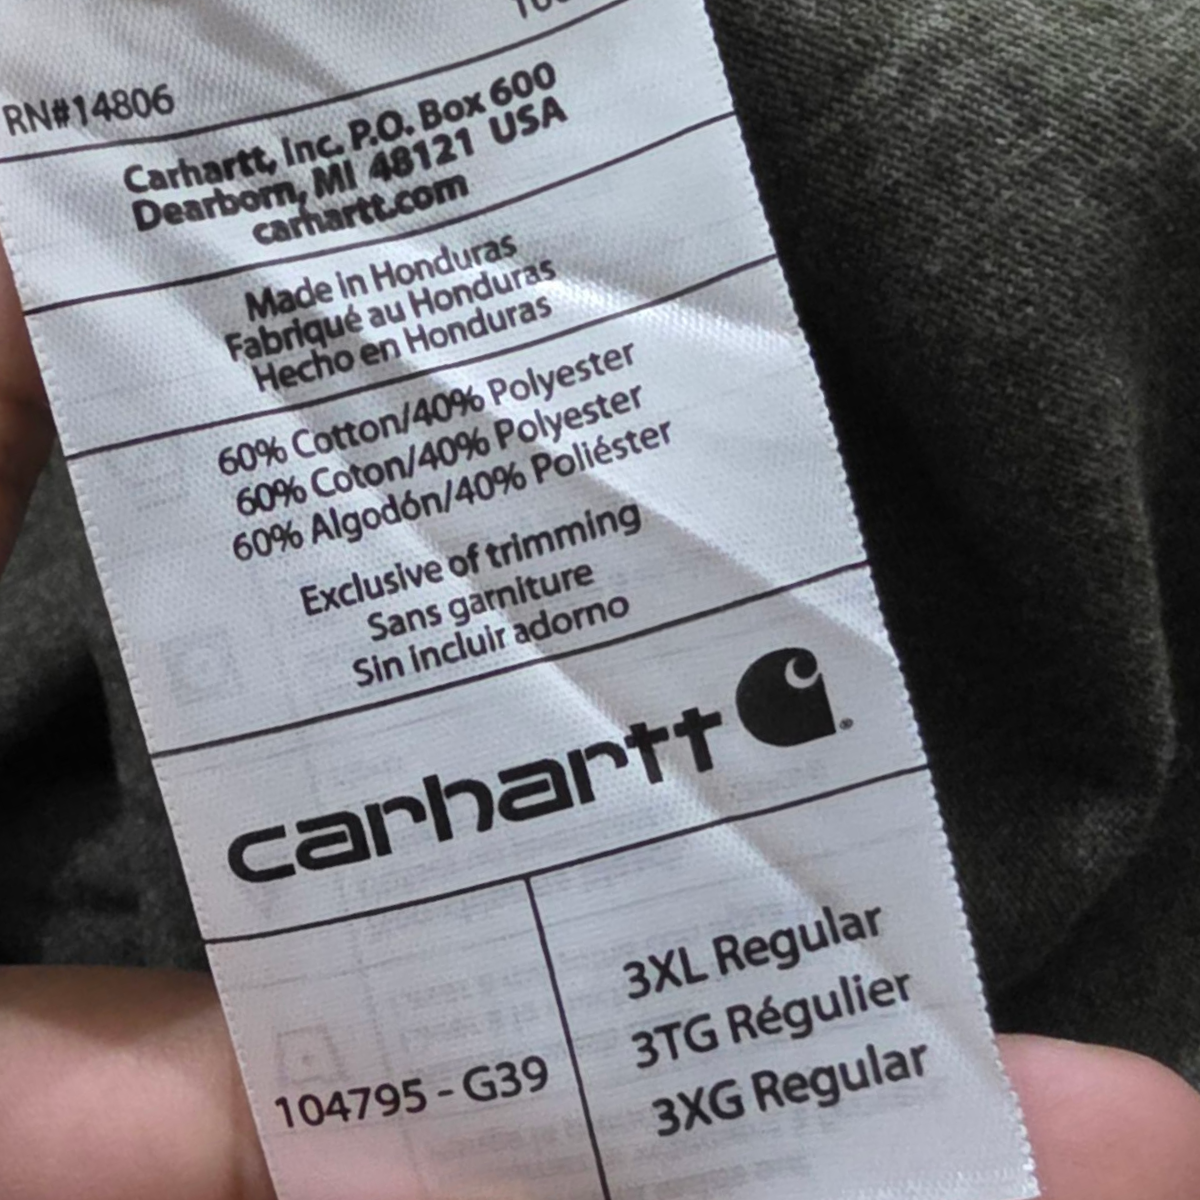 RN#14806
Carhartt, Inc. P.O. Box 600
Dearborn, MI 48121 USA
carhartt.com
Made in Honduras
Fabriqué au Honduras
Hecho en Honduras
60% Cotton/40% Polyester
60% Coton/40% Polyester
60% Algodón/40% Poliéster
Exclusive of trimming
Sans garniture
Sin incluir adorno
carhartt ®
104795 - G39
3XL Regular
3TG Régulier
3XG Regular